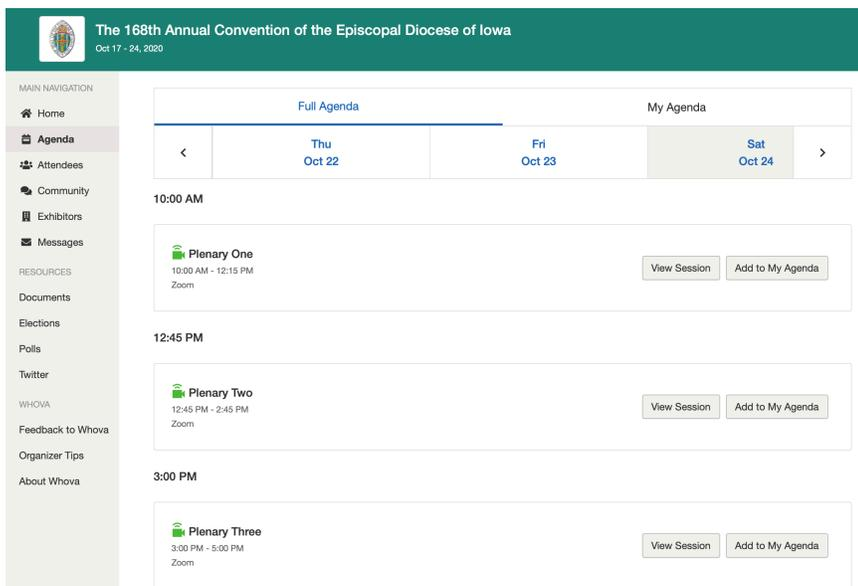 The 168th Annual Convention of the Episcopal Diocese of Iowa
Oct 17 - 24, 2020
MAIN NAVIGATION
Home
Agenda
Attendees
Community
Exhibitors
Messages
RESOURCES
Documents
Elections
Polls
Twitter
WHOVA
Feedback to Whova
Organizer Tips
About Whova
Full Agenda
My Agenda
Thu
Oct 22
Fri
Oct 23
Sat
Oct 24
10:00 AM
Plenary One
10:00 AM - 12:15 PM
Zoom
View Session
Add to My Agenda
12:45 PM
Plenary Two
12:45 PM - 2:45 PM
Zoom
View Session
Add to My Agenda
3:00 PM
Plenary Three
3:00 PM - 5:00 PM
Zoom
View Session
Add to My Agenda